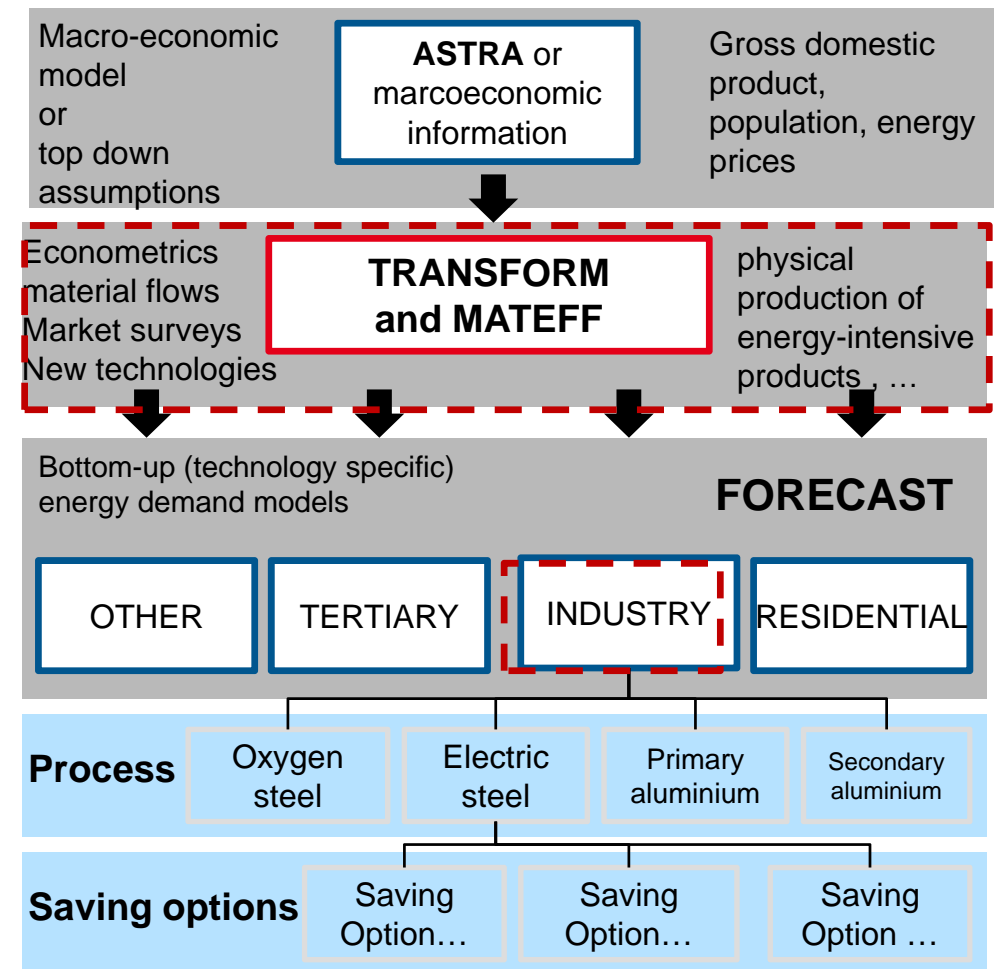 Macro-economic
model
or
top down
assumptions
ASTRA or
marcoeconomic
information
Gross domestic
product,
population, energy
prices
Econometrics
material flows
Market surveys
New technologies
TRANSFORM
and MATEFF
physical
production of
energy-intensive
products , …
Bottom-up (technology specific)
energy demand models
FORECAST
OTHER
TERTIARY
INDUSTRY
RESIDENTIAL
Process
Oxygen
steel
Electric
steel
Primary
aluminium
Secondary
aluminium
Saving options
Saving
Option…
Saving
Option…
Saving
Option …